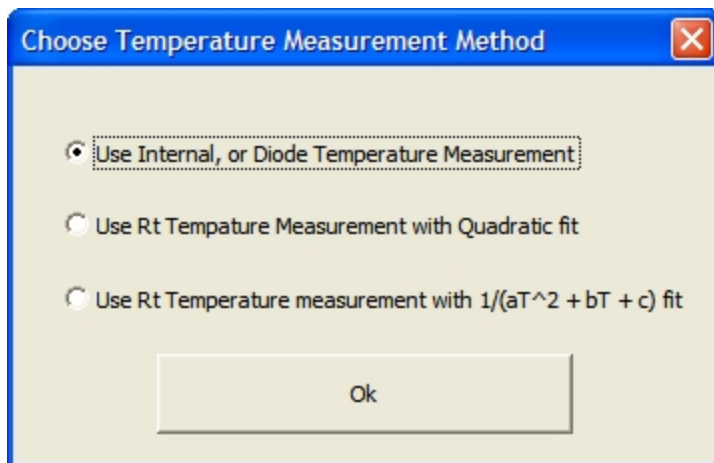 Choose Temperature Measurement Method
Use Internal, or Diode Temperature Measurement
Use Rt Tempature Measurement with Quadratic fit
Use Rt Temperature measurement with 1/(aT^2 + bT + c) fit
Ok